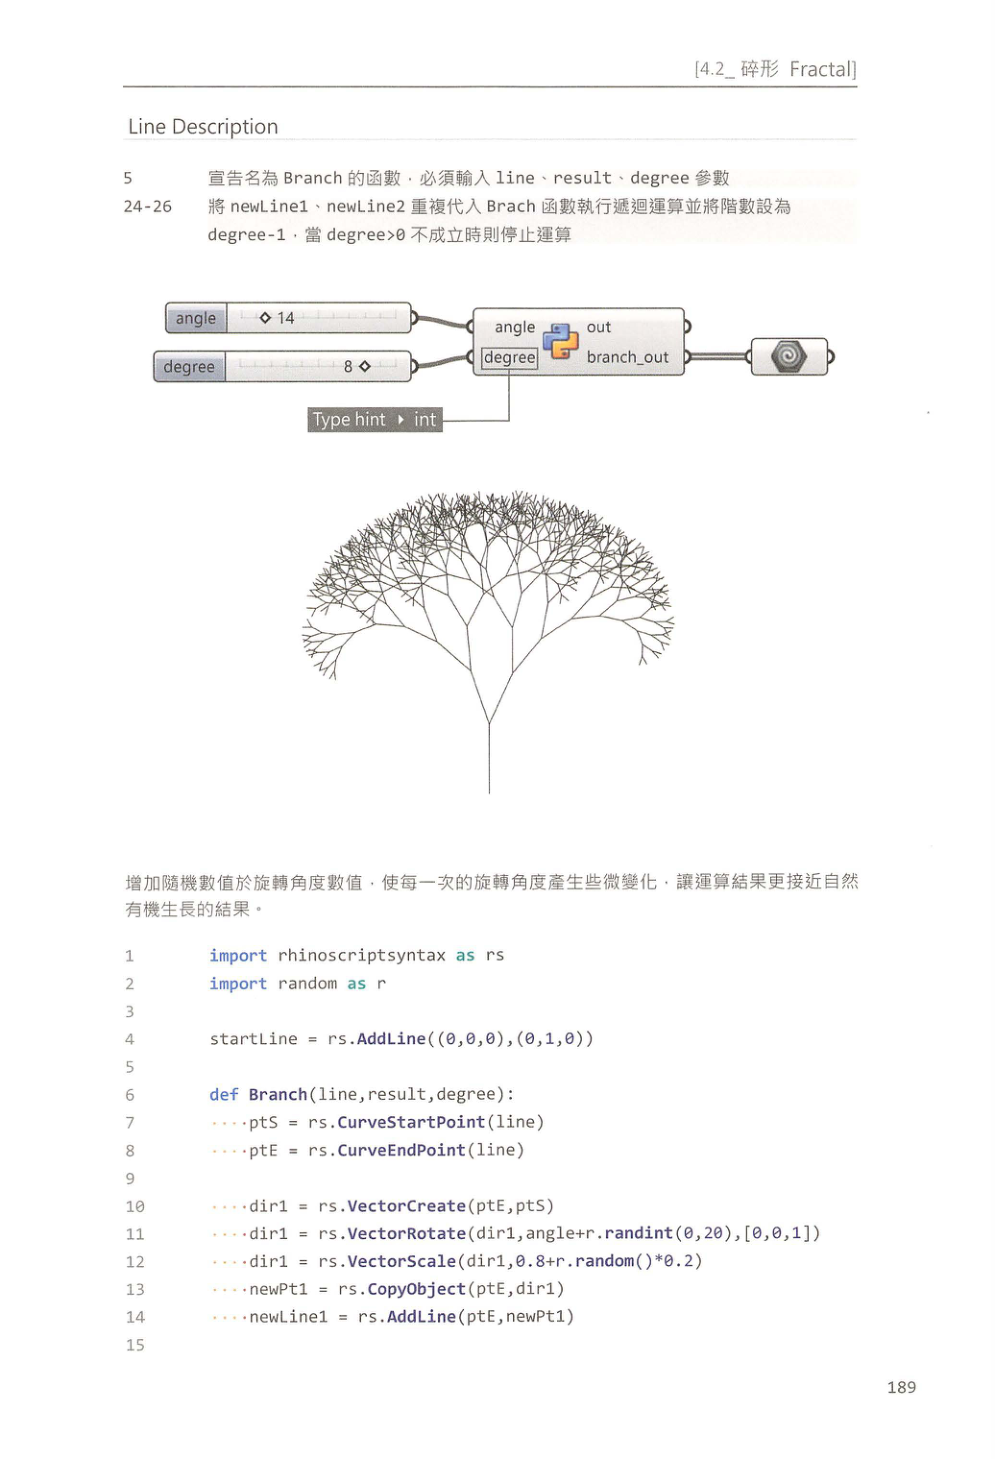 [4.2_ 碎形 Fractal]
Line Description
5 宣告名為 Branch 的函數，必須輸入 line、result、degree 參數
24-26 將 newLine1、newLine2 重複代入 Brach 函數執行遞迴運算並將階數設為
degree-1，當 degree>0 不成立時則停止運算
angle 14
degree 8
angle out
degree branch_out
Type hint ▸ int
增加隨機數值於旋轉角度數值，使每一次的旋轉角度產生些微變化，讓運算結果更接近自然
有機生長的結果。
1 import rhinoscriptsyntax as rs
2 import random as r
3
4 startLine = rs.AddLine((0,0,0),(0,1,0))
5
6 def Branch(line,result,degree):
7 ····ptS = rs.CurveStartPoint(line)
8 ····ptE = rs.CurveEndPoint(line)
9
10 ····dir1 = rs.VectorCreate(ptE,ptS)
11 ····dir1 = rs.VectorRotate(dir1,angle+r.randint(0,20),[0,0,1])
12 ····dir1 = rs.VectorScale(dir1,0.8+r.random()*0.2)
13 ····newPt1 = rs.CopyObject(ptE,dir1)
14 ····newLine1 = rs.AddLine(ptE,newPt1)
15
189